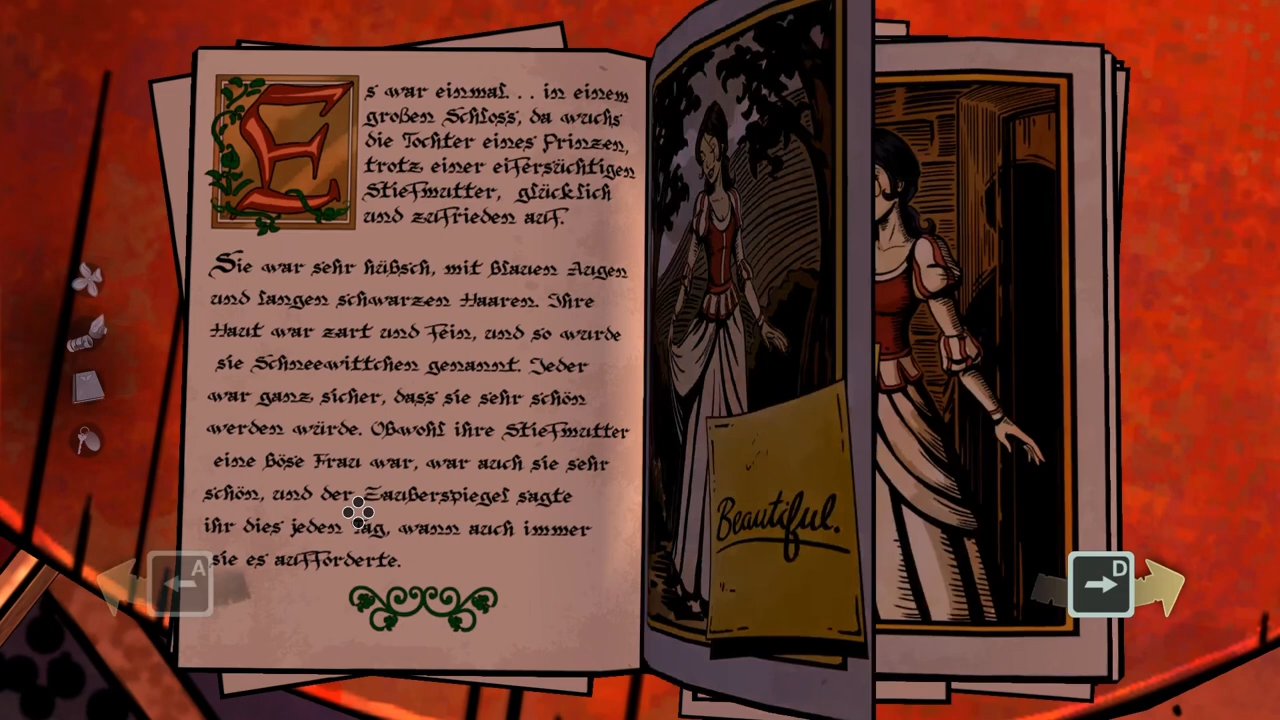 Es war einmal. . . in einem
großen Schloss, da wuchs
die Tochter eines Prinzen,
trotz einer eifersüchtigen
Stiefmutter, glücklich
und zufrieden auf.
Sie war sehr hübsch, mit blauen Augen
und langen schwarzen Haaren. Ihre
Haut war zart und fein, und so wurde
sie Schneewittchen genannt. Jeder
war ganz sicher, dass sie sehr schön
werden würde. Obwohl ihre Stiefmutter
eine böse Frau war, war auch sie sehr
schön, und der Zauberspiegel sagte
ihr dies jeden Tag, wann auch immer
sie es aufforderte.
Beautiful.
A
D